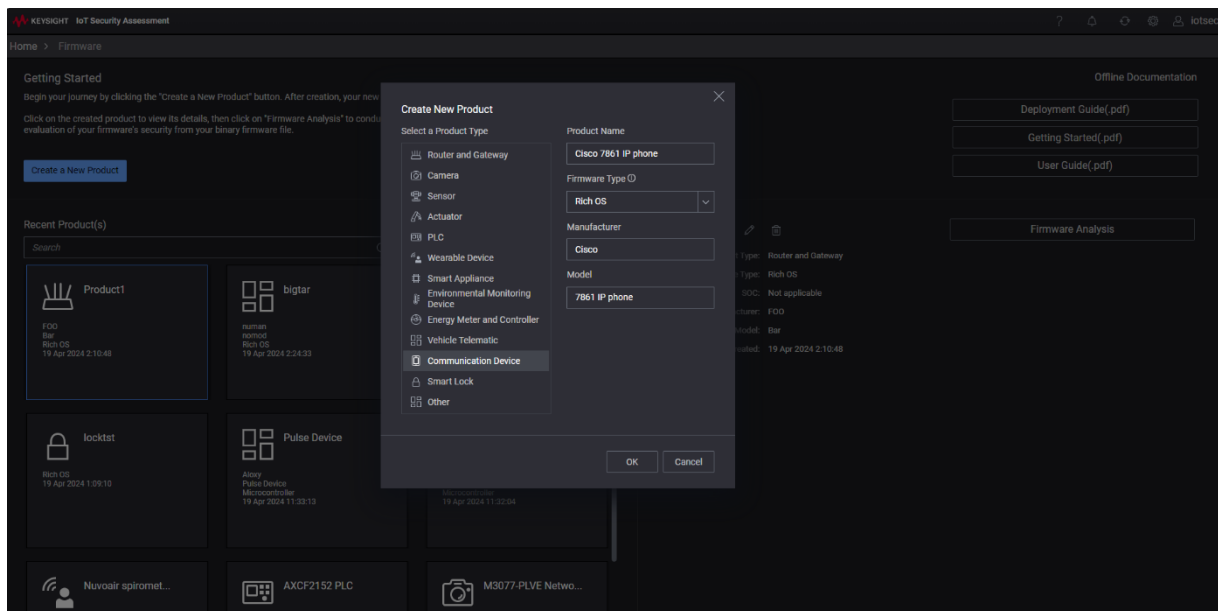 KEYSIGHT IoT Security Assessment
? iotsec
Home > Firmware
Getting Started
Begin your journey by clicking the "Create a New Product" button. After creation, your new
Click on the created product to view its details, then click on "Firmware Analysis" to condu
evaluation of your firmware's security from your binary firmware file.
Create a New Product
Offline Documentation
Deployment Guide(.pdf)
Getting Started(.pdf)
User Guide(.pdf)
Recent Product(s)
Search
Product1
FOO
Bar
Rich OS
19 Apr 2024 2:10:48
bigtar
numan
nomod
Rich OS
19 Apr 2024 2:24:33
locktst
Rich OS
19 Apr 2024 1:09:10
Pulse Device
Aloxy
Pulse Device
Microcontroller
19 Apr 2024 11:33:13
Microcontroller
19 Apr 2024 11:32:04
Nuvoair spiromet...
AXCF2152 PLC
M3077-PLVE Netwo...
Create New Product
Select a Product Type
Router and Gateway
Camera
Sensor
Actuator
PLC
Wearable Device
Smart Appliance
Environmental Monitoring
Device
Energy Meter and Controller
Vehicle Telematic
Communication Device
Smart Lock
Other
Product Name
Cisco 7861 IP phone
Firmware Type
Rich OS
Manufacturer
Cisco
Model
7861 IP phone
OK
Cancel
Firmware Analysis
Type: Router and Gateway
Type: Rich OS
SOC: Not applicable
FOO
Model: Bar
19 Apr 2024 2:10:48